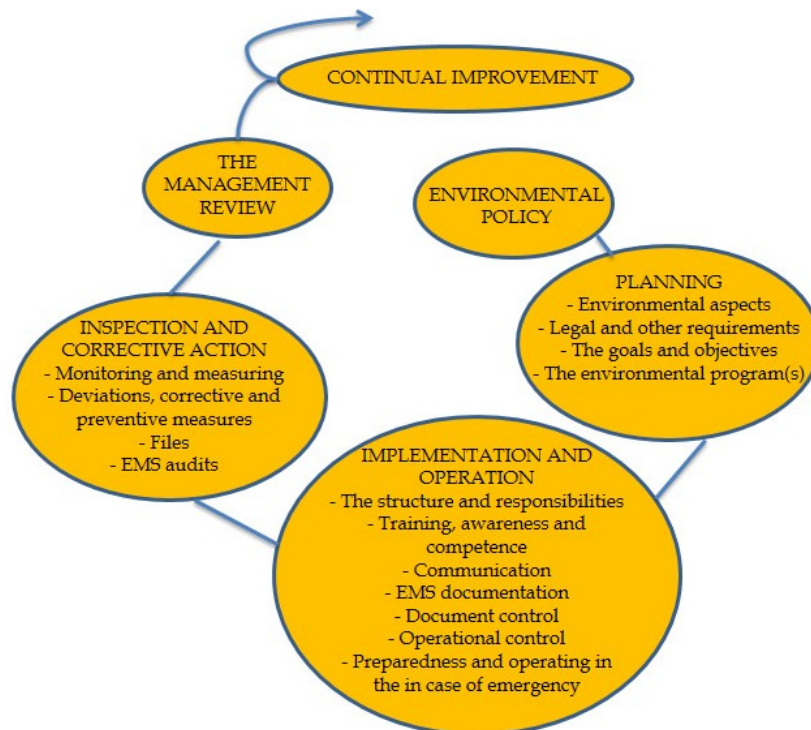 CONTINUAL IMPROVEMENT
THE
MANAGEMENT
REVIEW
ENVIRONMENTAL
POLICY
PLANNING
- Environmental aspects
- Legal and other requirements
- The goals and objectives
- The environmental program(s)
INSPECTION AND
CORRECTIVE ACTION
- Monitoring and measuring
- Deviations, corrective and
preventive measures
- Files
- EMS audits
IMPLEMENTATION AND
OPERATION
- The structure and responsibilities
- Training, awareness and
competence
- Communication
- EMS documentation
- Document control
- Operational control
- Preparedness and operating in
the in case of emergency